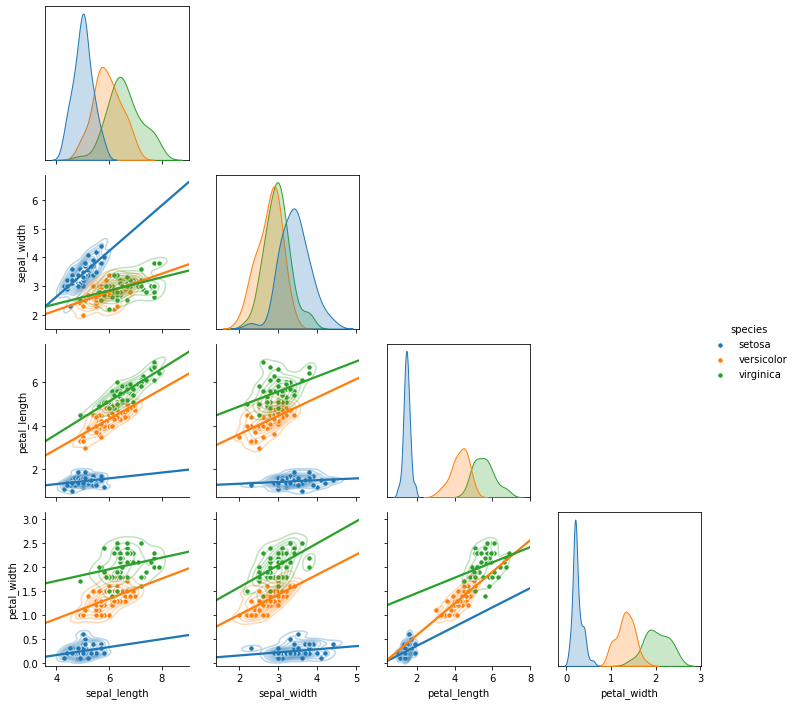 sepal_width
6
5
4
3
2
species
setosa
versicolor
virginica
petal_length
6
4
2
petal_width
3.0
2.5
2.0
1.5
1.0
0.5
0.0
4 6 8
sepal_length
2 3 4 5
sepal_width
2 4 6 8
petal_length
0 1 2 3
petal_width